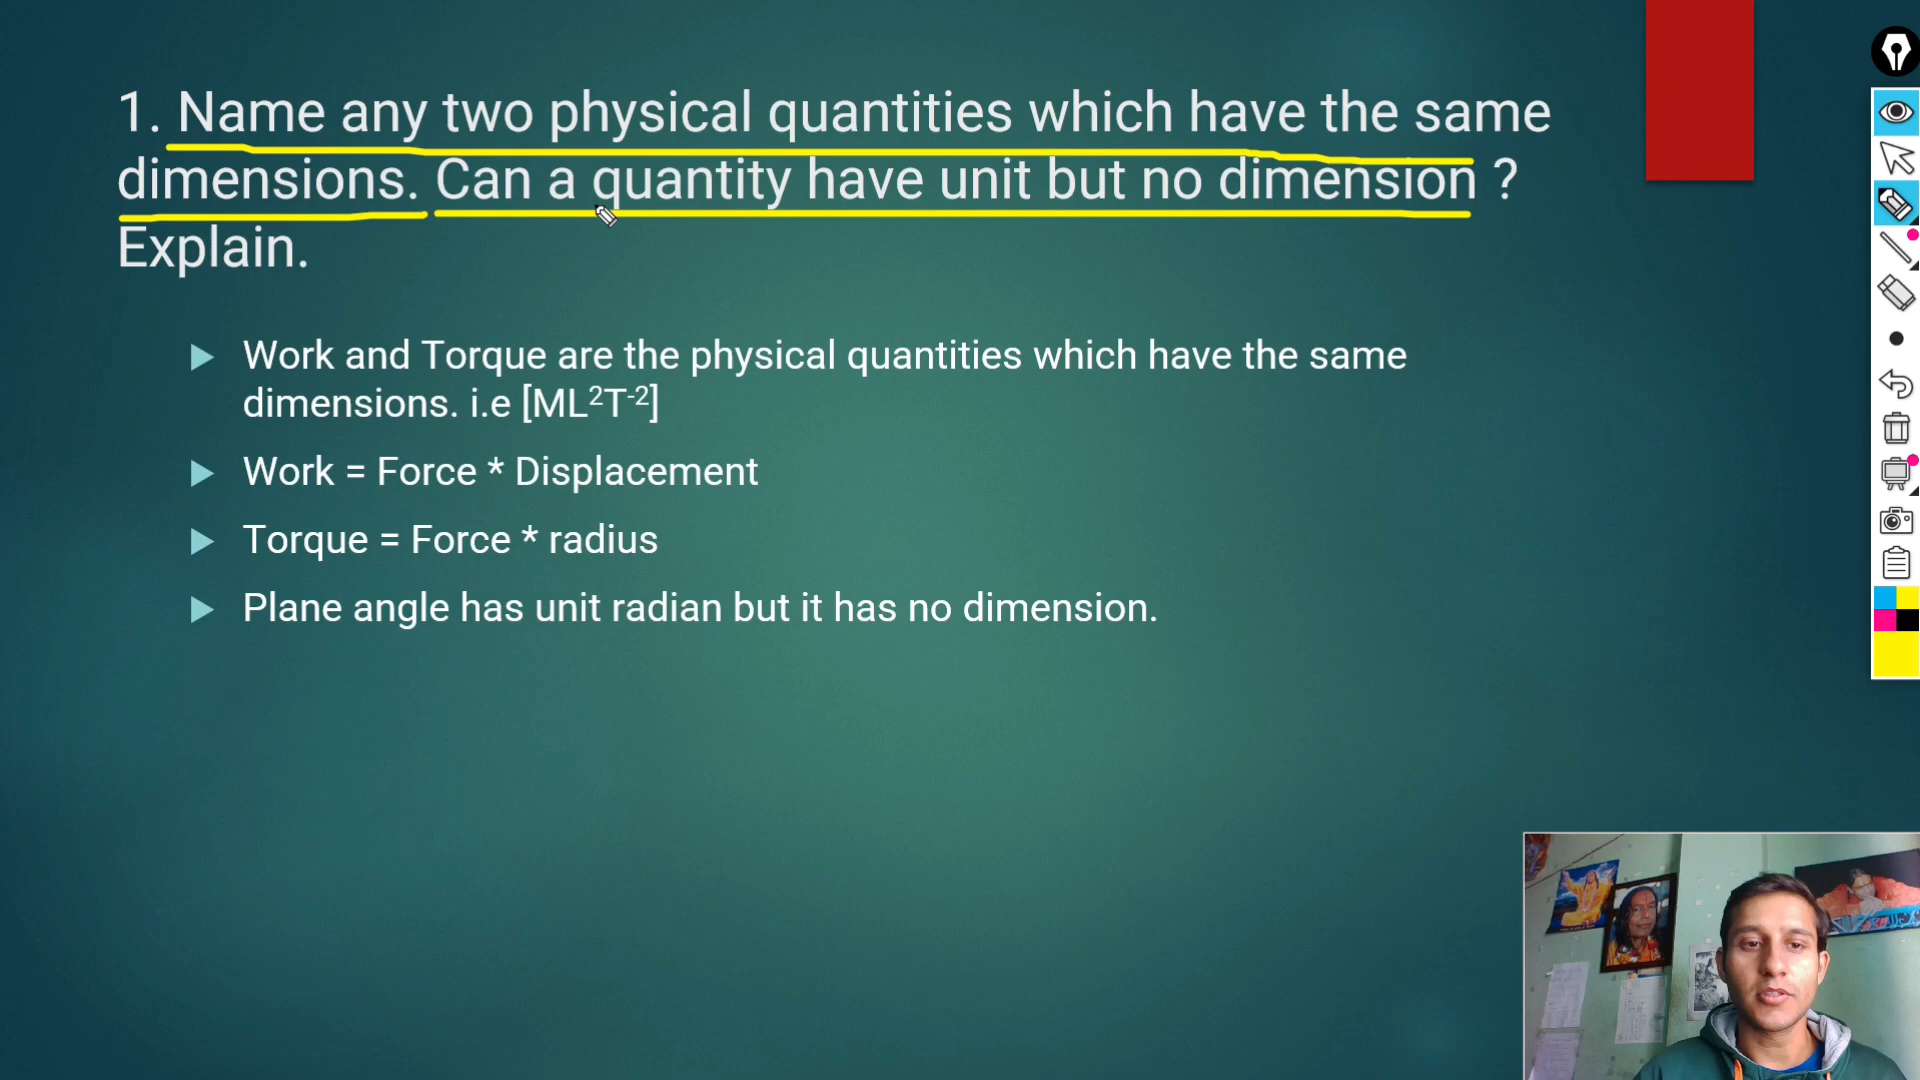 1. Name any two physical quantities which have the same
dimensions. Can a quantity have unit but no dimension ?
Explain.
Work and Torque are the physical quantities which have the same
dimensions. i.e [ML²T⁻²]
Work = Force * Displacement
Torque = Force * radius
Plane angle has unit radian but it has no dimension.